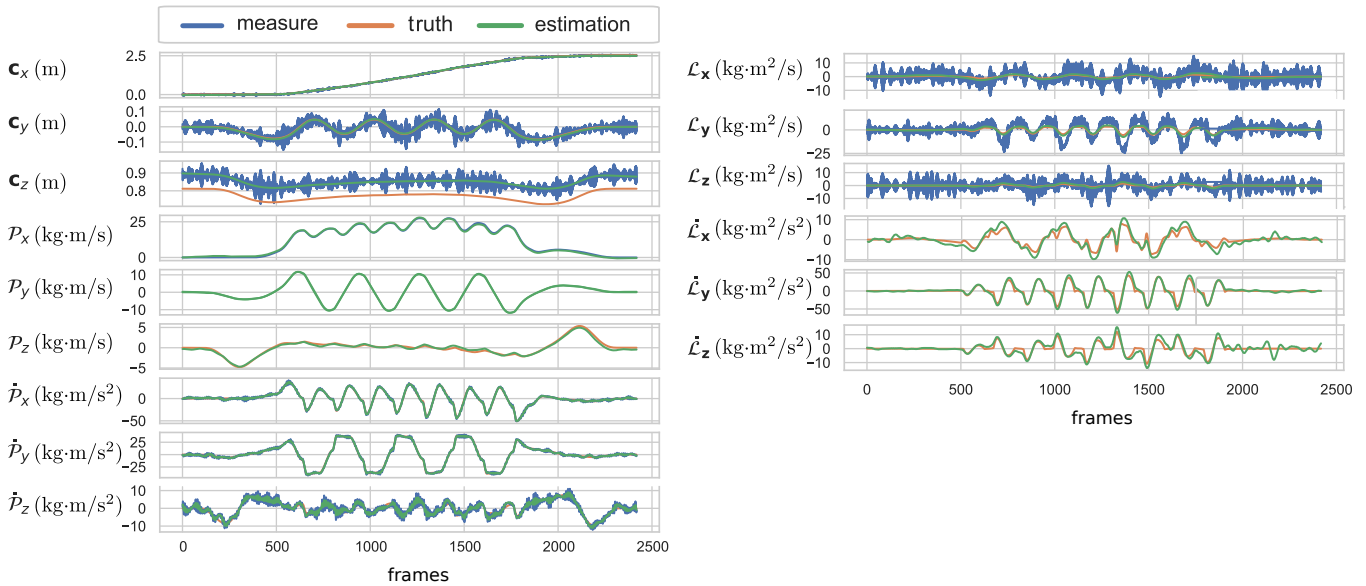 measure truth estimation
c_x (m)
2.5
0.0
c_y (m)
0.1
0.0
−0.1
c_z (m)
0.9
0.8
𝒫_x (kg·m/s)
25
0
𝒫_y (kg·m/s)
10
0
−10
𝒫_z (kg·m/s)
5
0
−5
𝒫̇_x (kg·m/s²)
0
−50
𝒫̇_y (kg·m/s²)
25
0
−25
𝒫̇_z (kg·m/s²)
10
0
−10
0 500 1000 1500 2000 2500
frames
ℒ_x (kg·m²/s)
10
0
−10
ℒ_y (kg·m²/s)
0
−25
ℒ_z (kg·m²/s)
10
0
−10
ℒ̇_x (kg·m²/s²)
10
0
−10
ℒ̇_y (kg·m²/s²)
50
0
−50
ℒ̇_z (kg·m²/s²)
10
0
−10
0 500 1000 1500 2000 2500
frames